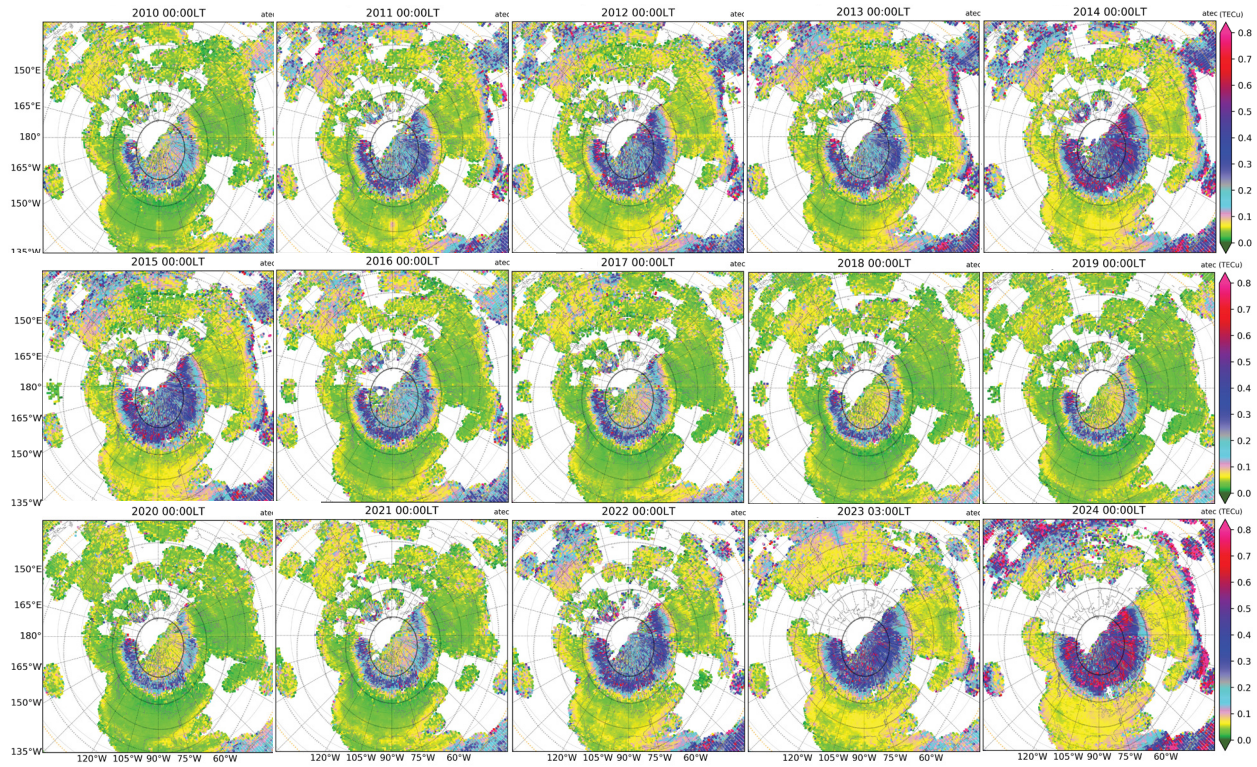 2010 00:00LT atec
2011 00:00LT atec
2012 00:00LT atec
2013 00:00LT atec
2014 00:00LT atec (TECu)
150°E
165°E
180°
165°W
150°W
135°W
0.8
0.7
0.6
0.5
0.4
0.3
0.2
0.1
0.0
2015 00:00LT atec
2016 00:00LT atec
2017 00:00LT atec
2018 00:00LT atec
2019 00:00LT atec (TECu)
150°E
165°E
180°
165°W
150°W
135°W
0.8
0.7
0.6
0.5
0.4
0.3
0.2
0.1
0.0
2020 00:00LT atec
2021 00:00LT atec
2022 00:00LT atec
2023 03:00LT atec
2024 00:00LT atec (TECu)
150°E
165°E
180°
165°W
150°W
135°W
0.8
0.7
0.6
0.5
0.4
0.3
0.2
0.1
0.0
120°W 105°W 90°W 75°W 60°W
120°W 105°W 90°W 75°W 60°W
120°W 105°W 90°W 75°W 60°W
120°W 105°W 90°W 75°W 60°W
120°W 105°W 90°W 75°W 60°W